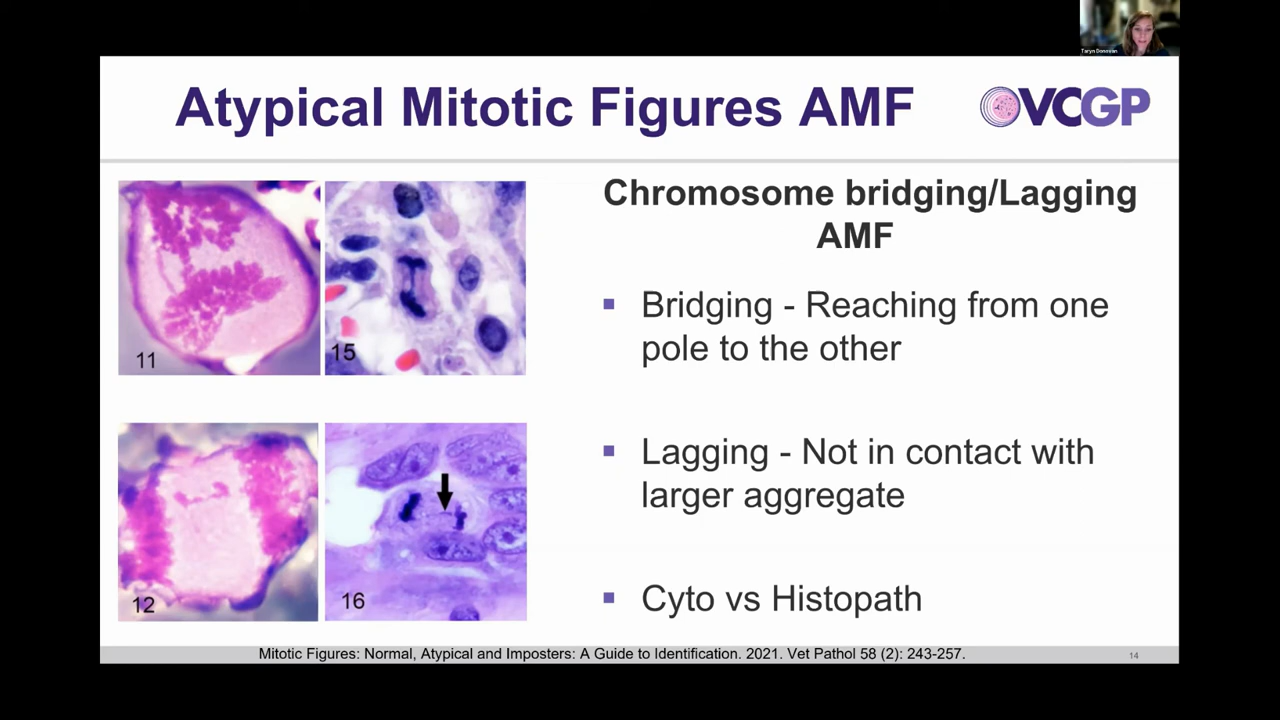 Taryn Donovan
Atypical Mitotic Figures AMF
VCGP
Chromosome bridging/Lagging
AMF
11
15
12
16
▪ Bridging - Reaching from one
pole to the other
▪ Lagging - Not in contact with
larger aggregate
▪ Cyto vs Histopath
Mitotic Figures: Normal, Atypical and Imposters: A Guide to Identification. 2021. Vet Pathol 58 (2): 243-257.
14